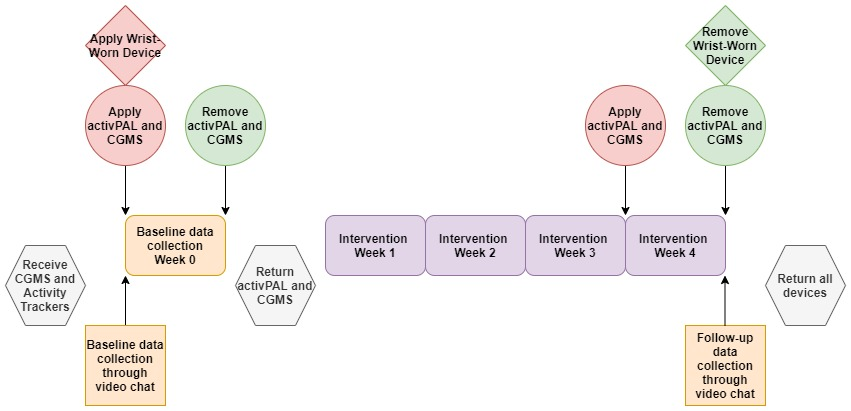 Apply Wrist-
Worn Device
Remove
Wrist-Worn
Device
Apply
activPAL and
CGMS
Remove
activPAL and
CGMS
Apply
activPAL and
CGMS
Remove
activPAL and
CGMS
Baseline data
collection
Week 0
Intervention
Week 1
Intervention
Week 2
Intervention
Week 3
Intervention
Week 4
Receive
CGMS and
Activity
Trackers
Return
activPAL and
CGMS
Return all
devices
Baseline data
collection
through
video chat
Follow-up
data
collection
through
video chat